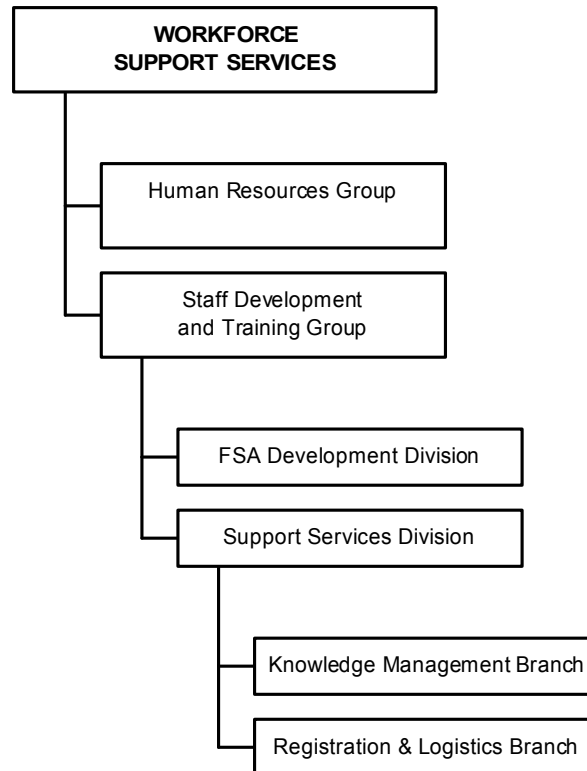 WORKFORCE
SUPPORT SERVICES
Human Resources Group
Staff Development
and Training Group
FSA Development Division
Support Services Division
Knowledge Management Branch
Registration & Logistics Branch